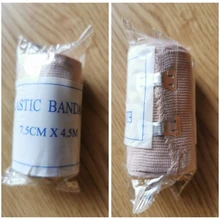 ASTIC BANDA
7.5CM X 4.5M